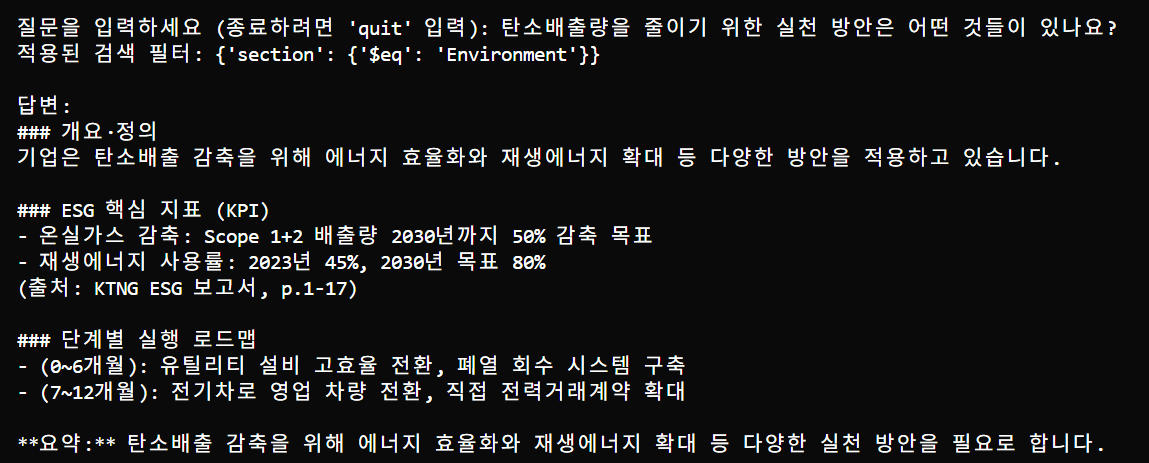 질문을 입력하세요 (종료하려면 'quit' 입력): 탄소배출량을 줄이기 위한 실천 방안은 어떤 것들이 있나요?
적용된 검색 필터: {'section': {'$eq': 'Environment'}}
답변:
### 개요·정의
기업은 탄소배출 감축을 위해 에너지 효율화와 재생에너지 확대 등 다양한 방안을 적용하고 있습니다.
### ESG 핵심 지표 (KPI)
- 온실가스 감축: Scope 1+2 배출량 2030년까지 50% 감축 목표
- 재생에너지 사용률: 2023년 45%, 2030년 목표 80%
(출처: KTNG ESG 보고서, p.1-17)
### 단계별 실행 로드맵
- (0~6개월): 유틸리티 설비 고효율 전환, 폐열 회수 시스템 구축
- (7~12개월): 전기차로 영업 차량 전환, 직접 전력거래계약 확대
**요약:** 탄소배출 감축을 위해 에너지 효율화와 재생에너지 확대 등 다양한 실천 방안을 필요로 합니다.